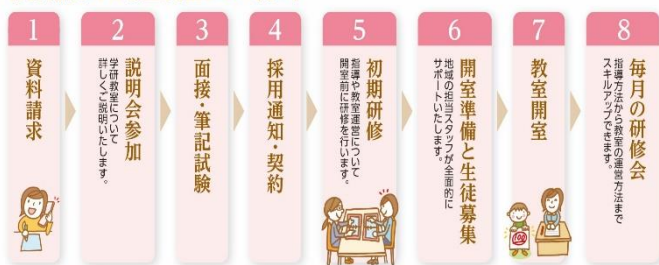 1
資料請求
2
説明会参加
学研教室について
詳しくご説明いたします。
3
面接・筆記試験
4
採用通知・契約
5
初期研修
指導や教室運営について
開室前に研修を行います。
6
開室準備と生徒募集
地域の担当スタッフが全面的に
サポートいたします。
7
教室開室
100
8
毎月の研修会
指導方法から教室の運営方法まで
スキルアップできます。